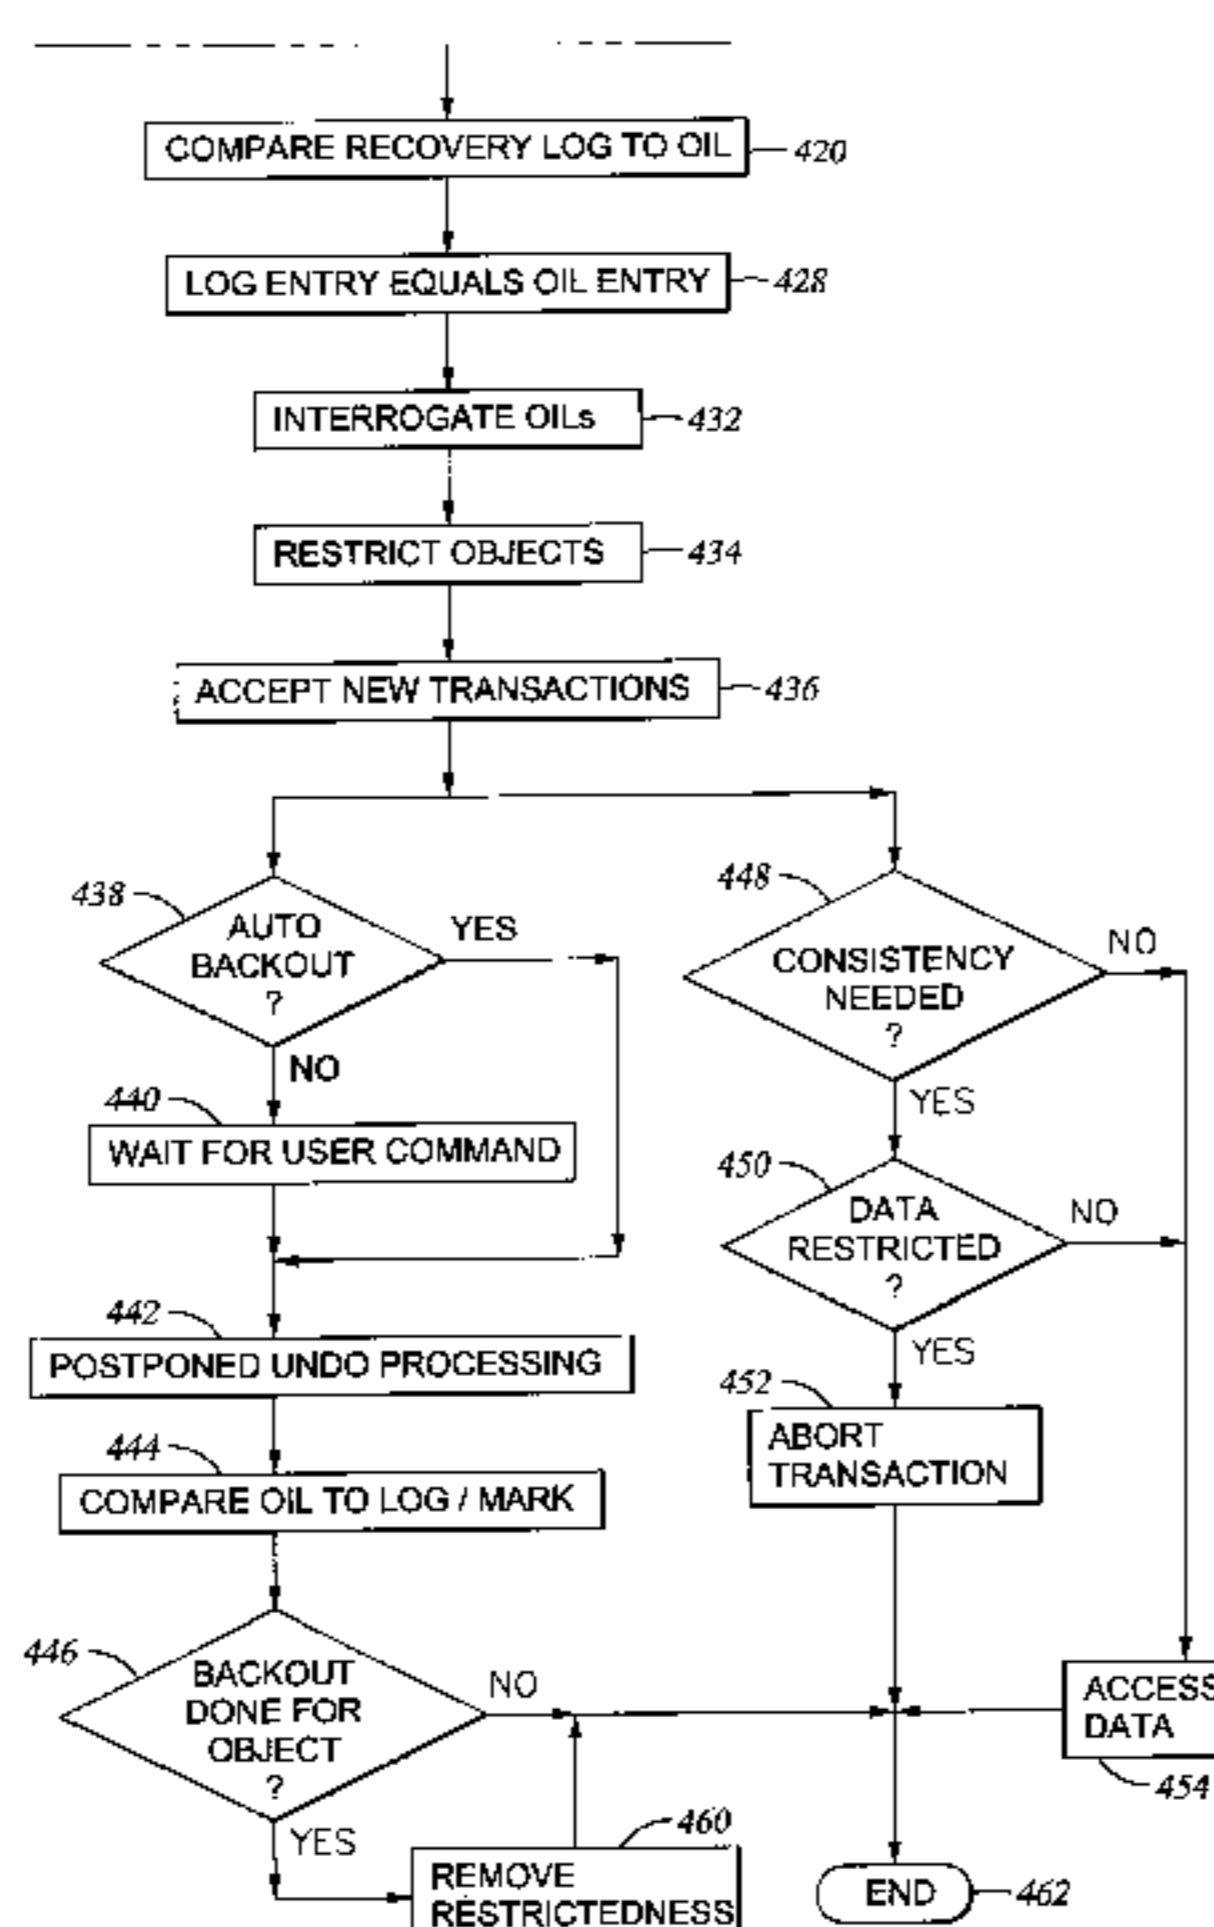 COMPARE RECOVERY LOG TO OIL
420
LOG ENTRY EQUALS OIL ENTRY
428
INTERROGATE OILs
432
RESTRICT OBJECTS
434
ACCEPT NEW TRANSACTIONS
436
438
AUTO
BACKOUT
?
YES
NO
440
WAIT FOR USER COMMAND
442
POSTPONED UNDO PROCESSING
444
COMPARE OIL TO LOG / MARK
446
BACKOUT
DONE FOR
OBJECT
?
NO
YES
460
REMOVE
RESTRICTEDNESS
448
CONSISTENCY
NEEDED
?
NO
YES
450
DATA
RESTRICTED
?
NO
YES
452
ABORT
TRANSACTION
ACCESS
DATA
454
END
462